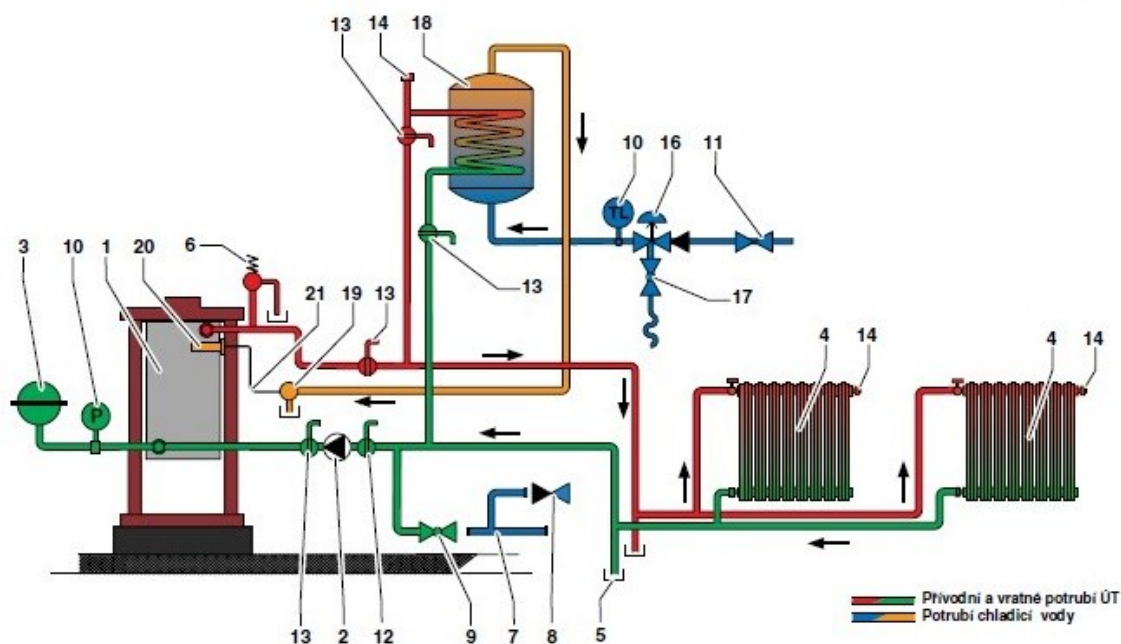 13 14 18
10 16 11
3 10 1 20 6
TL
13
17
21 19 13
4 14 4 14
P
13 2 12 9 7 8 5
Přívodní a vratné potrubí ÚT
Potrubí chladicí vody